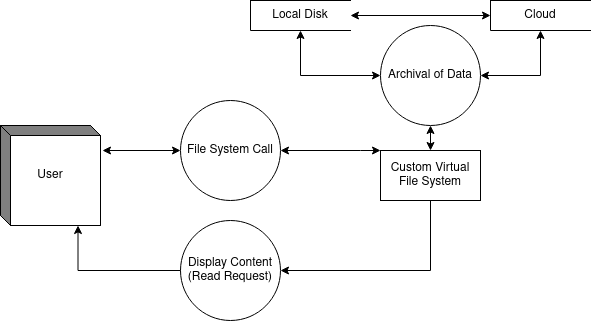 Local Disk
Cloud
Archival of Data
User
File System Call
Custom Virtual
File System
Display Content
(Read Request)